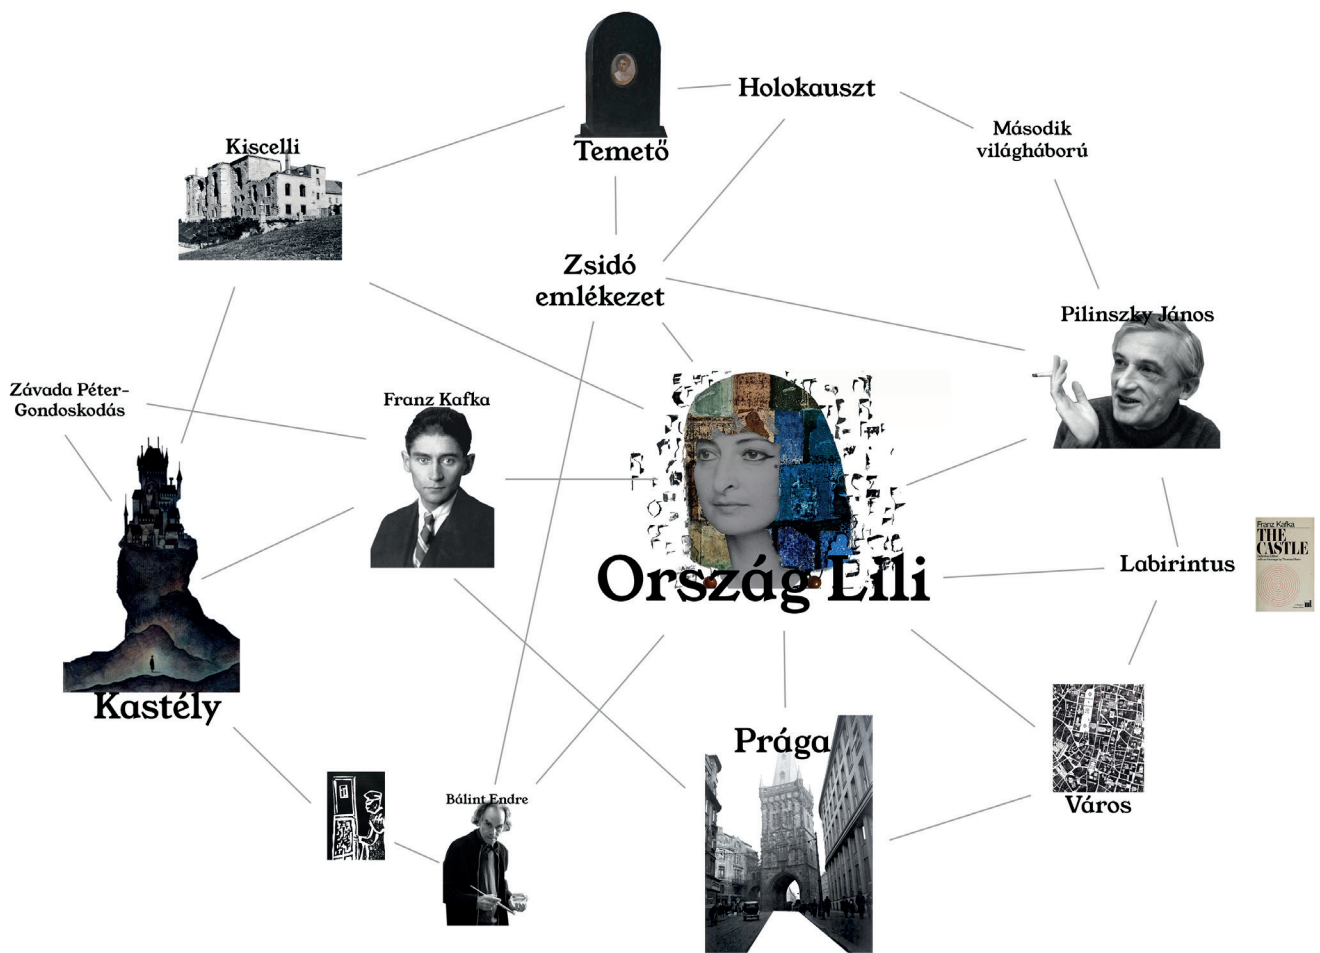 Temető
Holokauszt
Második
világháború
Kiscelli
Zsidó
emlékezet
Pilinszky János
Závada Péter-
Gondoskodás
Franz Kafka
Franz Kafka
THE
CASTLE
Labirintus
Ország Lili
Kastély
Prága
Bálint Endre
Város